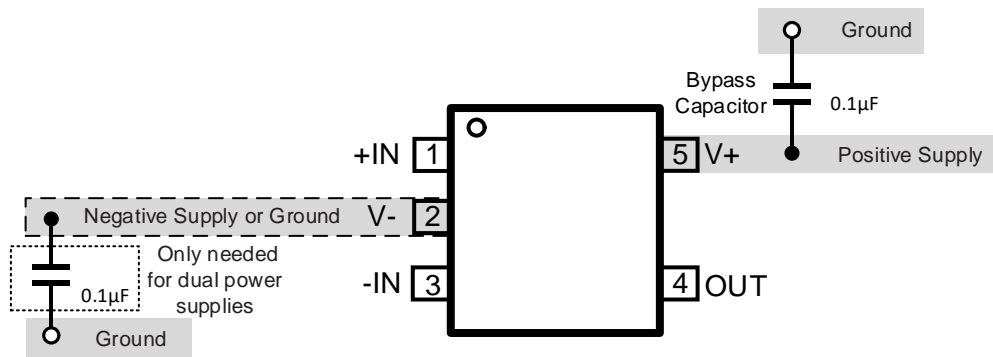 Ground
Bypass
Capacitor
0.1µF
+IN 1
5 V+
Positive Supply
Negative Supply or Ground V- 2
Only needed
for dual power
supplies
0.1µF
-IN 3
4 OUT
Ground